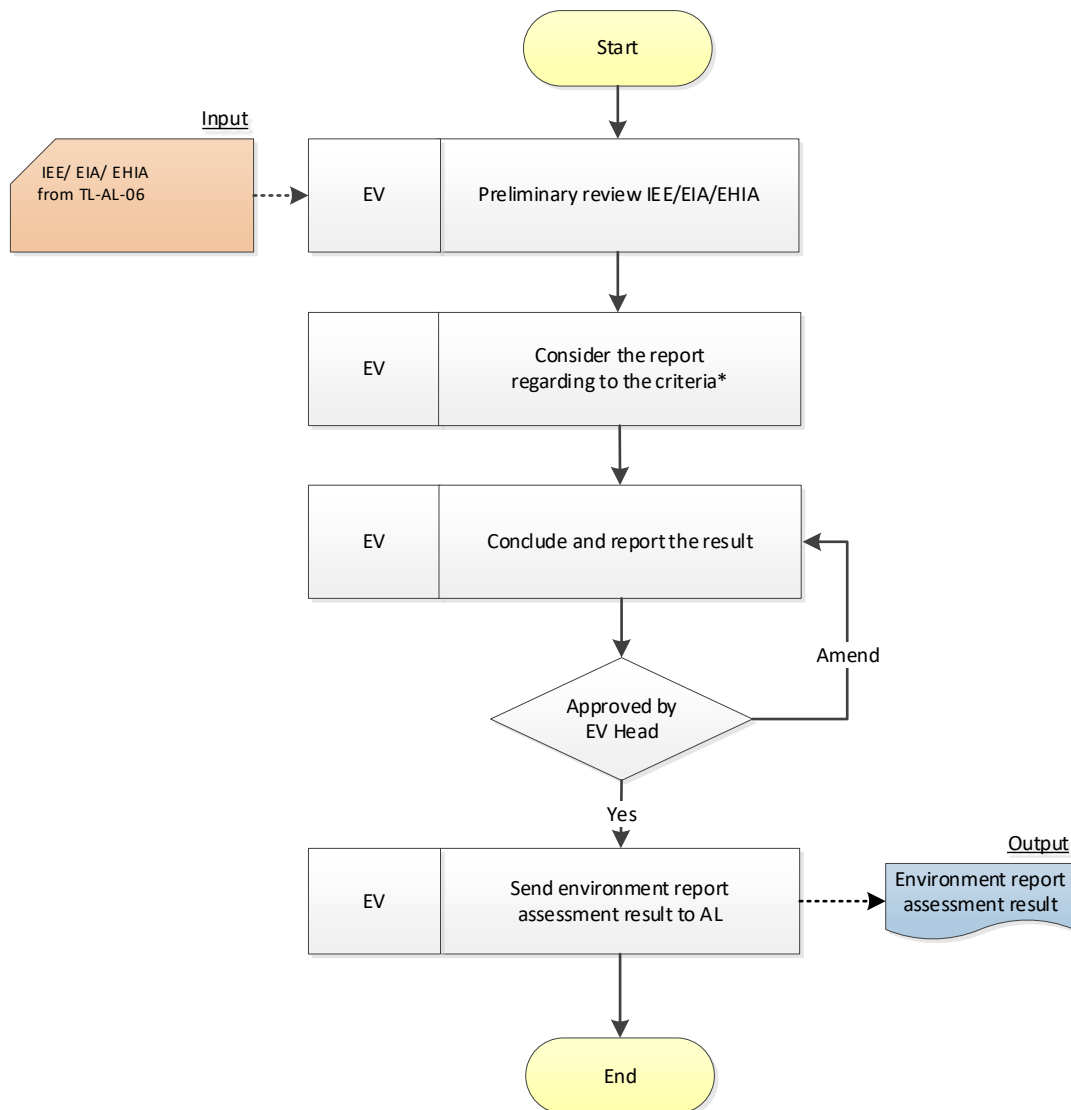 Start
Input
IEE/ EIA/ EHIA
from TL-AL-06
EV
Preliminary review IEE/EIA/EHIA
EV
Consider the report
regarding to the criteria*
EV
Conclude and report the result
Amend
Approved by
EV Head
Yes
Output
EV
Send environment report
assessment result to AL
Environment report
assessment result
End